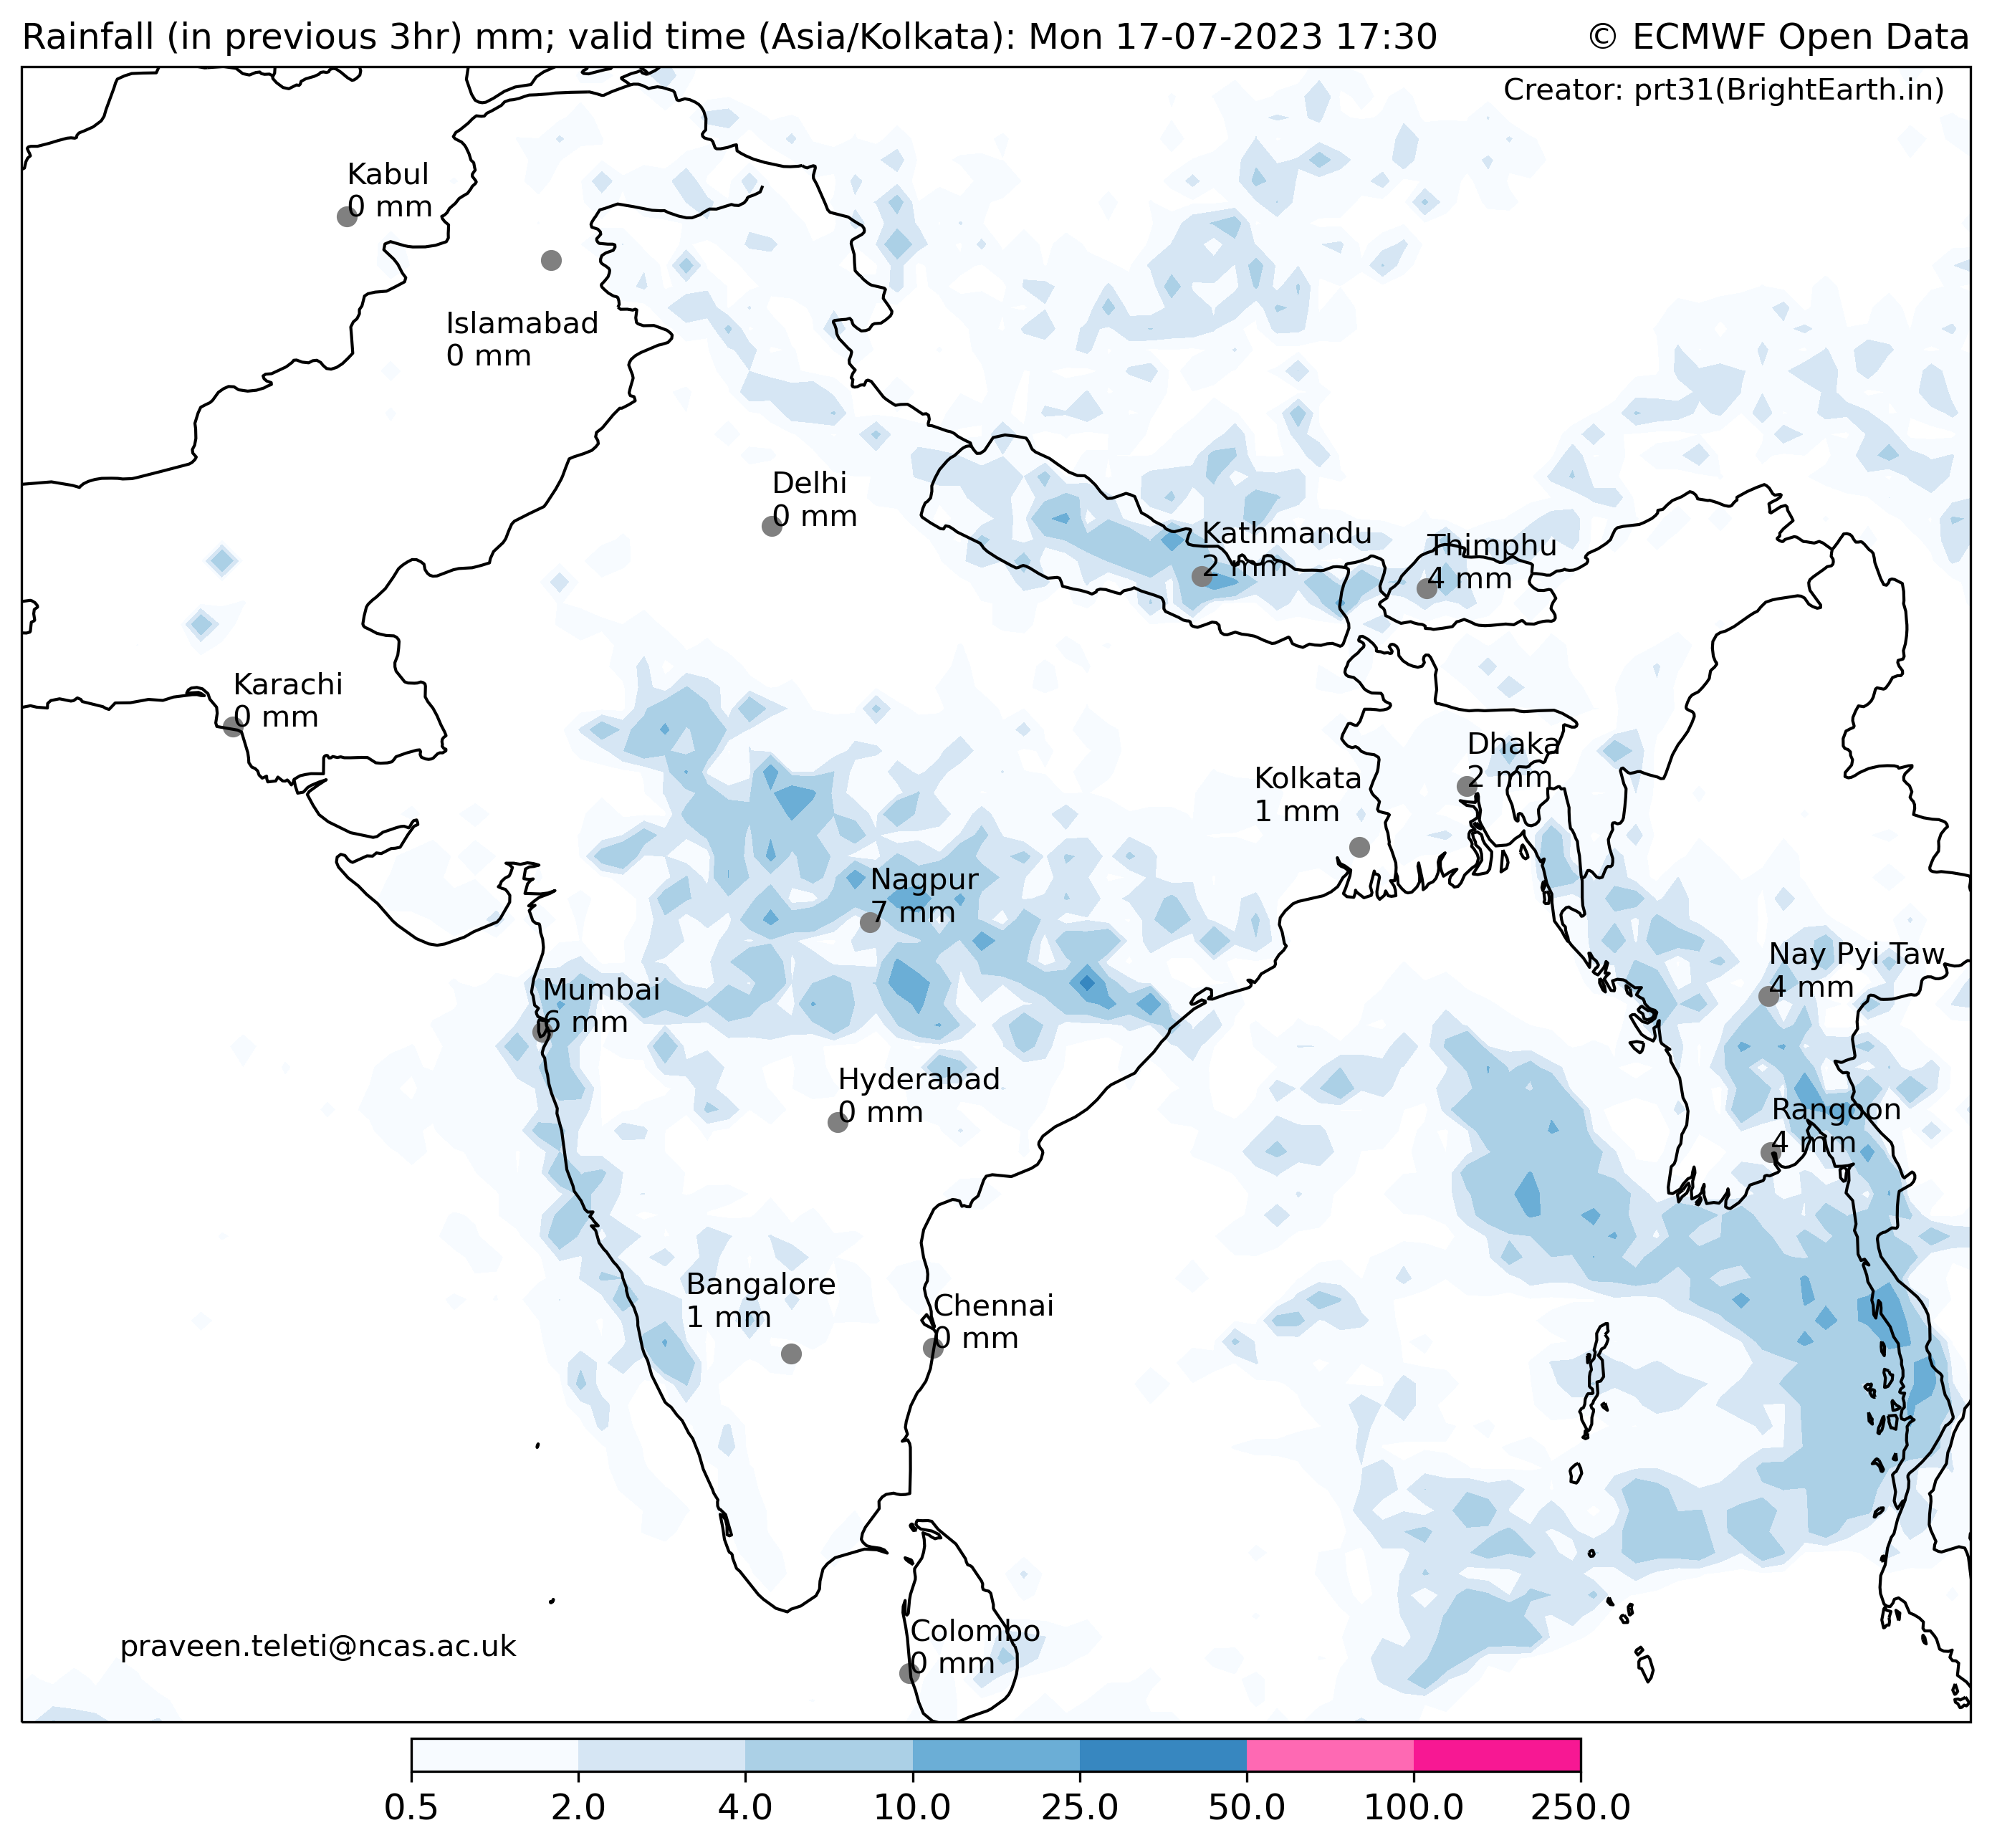 Rainfall (in previous 3hr) mm; valid time (Asia/Kolkata): Mon 17-07-2023 17:30
© ECMWF Open Data
Creator: prt31(BrightEarth.in)
Kabul
0 mm
Islamabad
0 mm
Delhi
0 mm
Kathmandu
2 mm
Thimphu
4 mm
Karachi
0 mm
Dhaka
2 mm
Kolkata
1 mm
Nagpur
7 mm
Nay Pyi Taw
4 mm
Mumbai
6 mm
Hyderabad
0 mm
Rangoon
4 mm
Bangalore
1 mm
Chennai
0 mm
Colombo
0 mm
praveen.teleti@ncas.ac.uk
0.5 2.0 4.0 10.0 25.0 50.0 100.0 250.0